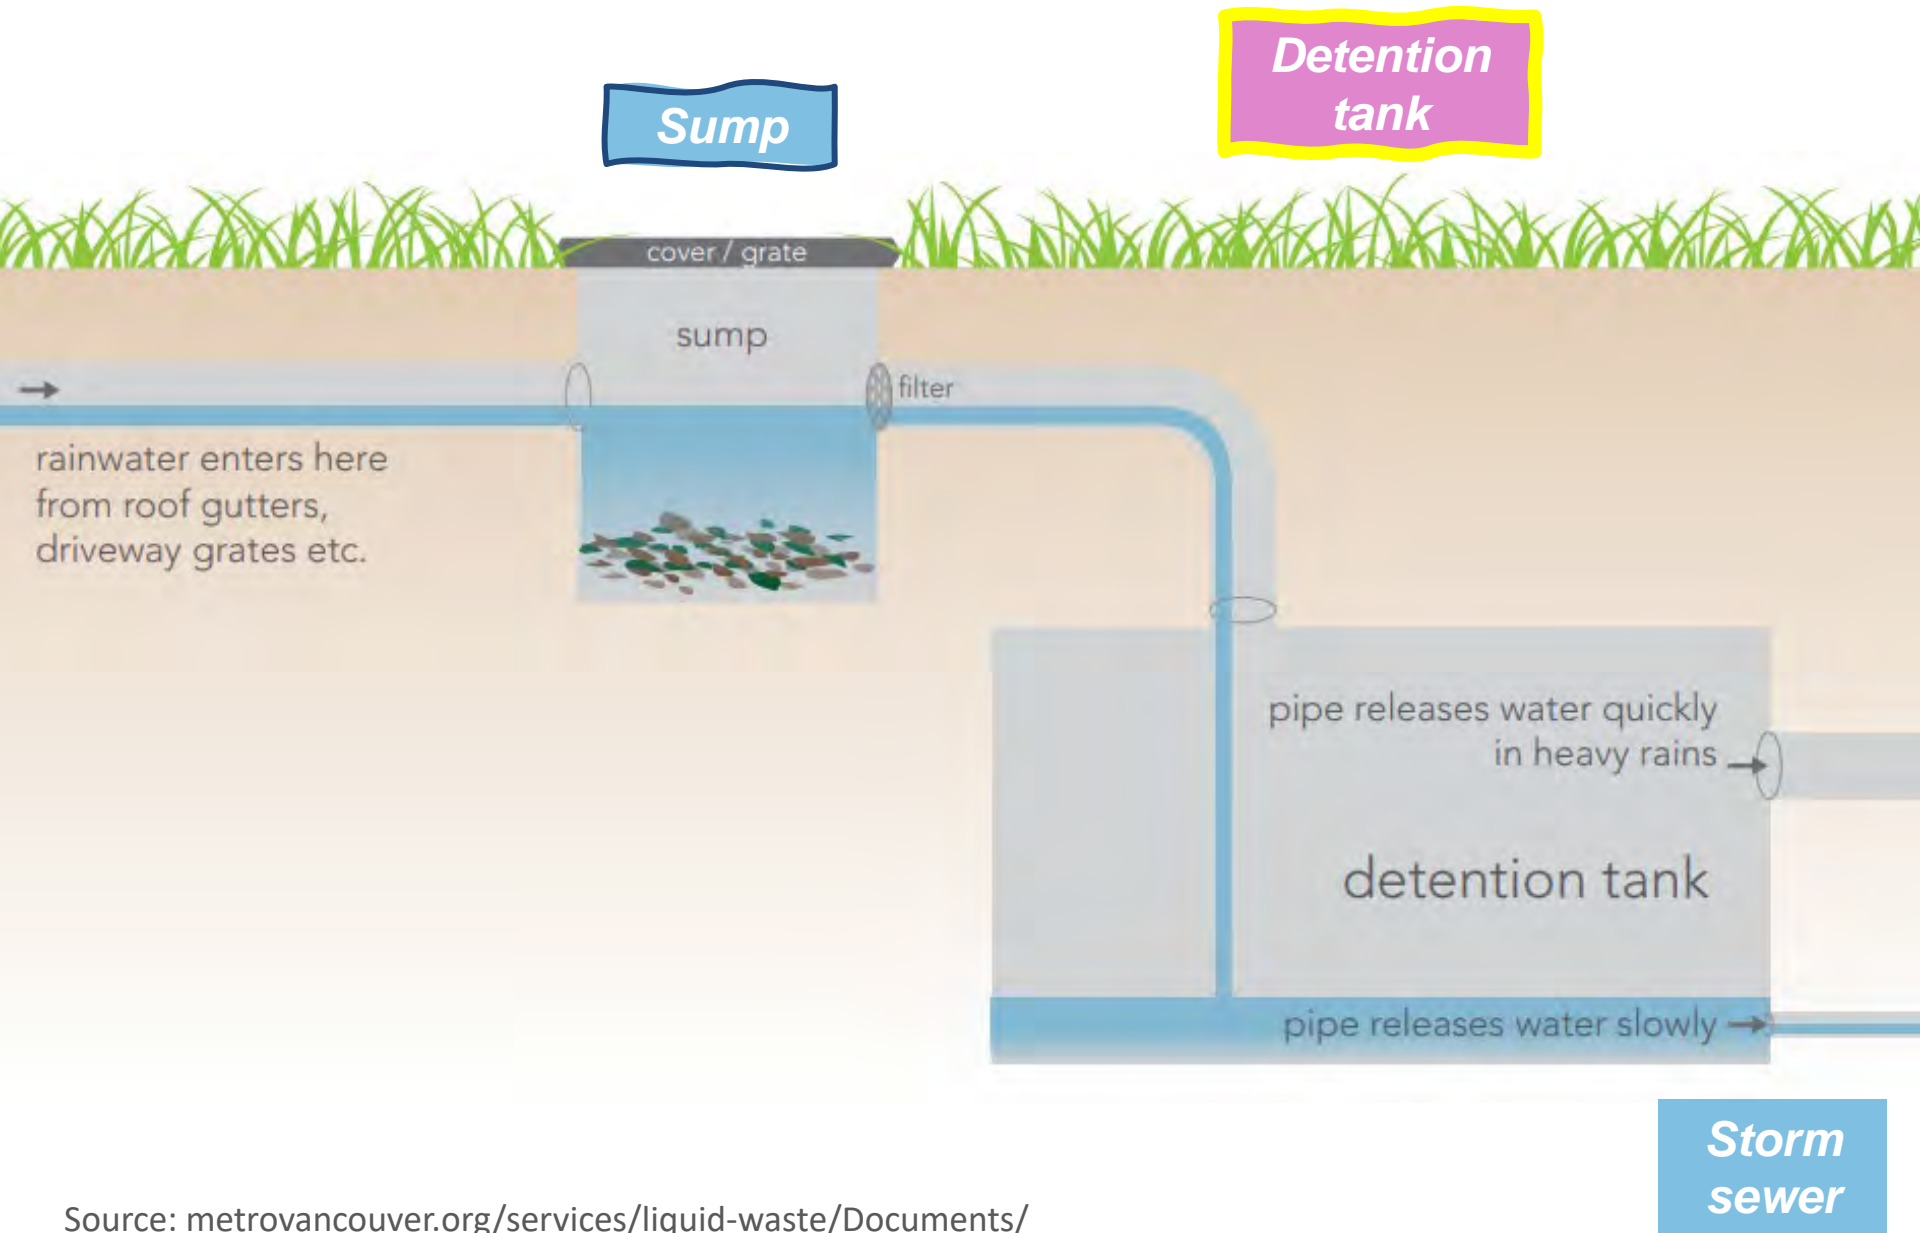 Detention
tank
Sump
cover / grate
sump
filter
rainwater enters here
from roof gutters,
driveway grates etc.
pipe releases water quickly
in heavy rains
detention tank
pipe releases water slowly
Storm
sewer
Source: metrovancouver.org/services/liquid-waste/Documents/